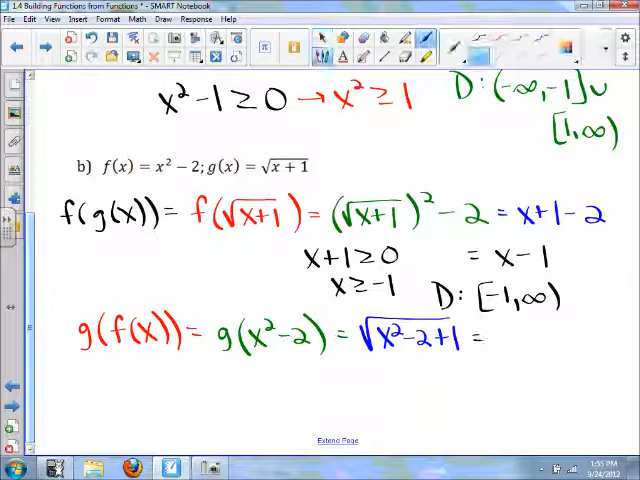 1.4 Building Functions from Functions * - SMART Notebook
File Edit View Insert Format Math Draw Response Help
x² - 1 ≥ 0 → x² ≥ 1 D: (-∞, -1] ∪
[1, ∞)
b) f(x) = x² − 2; g(x) = √(x + 1)
f(g(x)) = f(√(x+1)) = (√(x+1))² - 2 = x+1-2
x+1 ≥ 0 = x-1
x ≥ -1 D: [-1, ∞)
g(f(x)) = g(x²-2) = √(x²-2+1) =
Extend Page
1:55 PM
9/24/2012